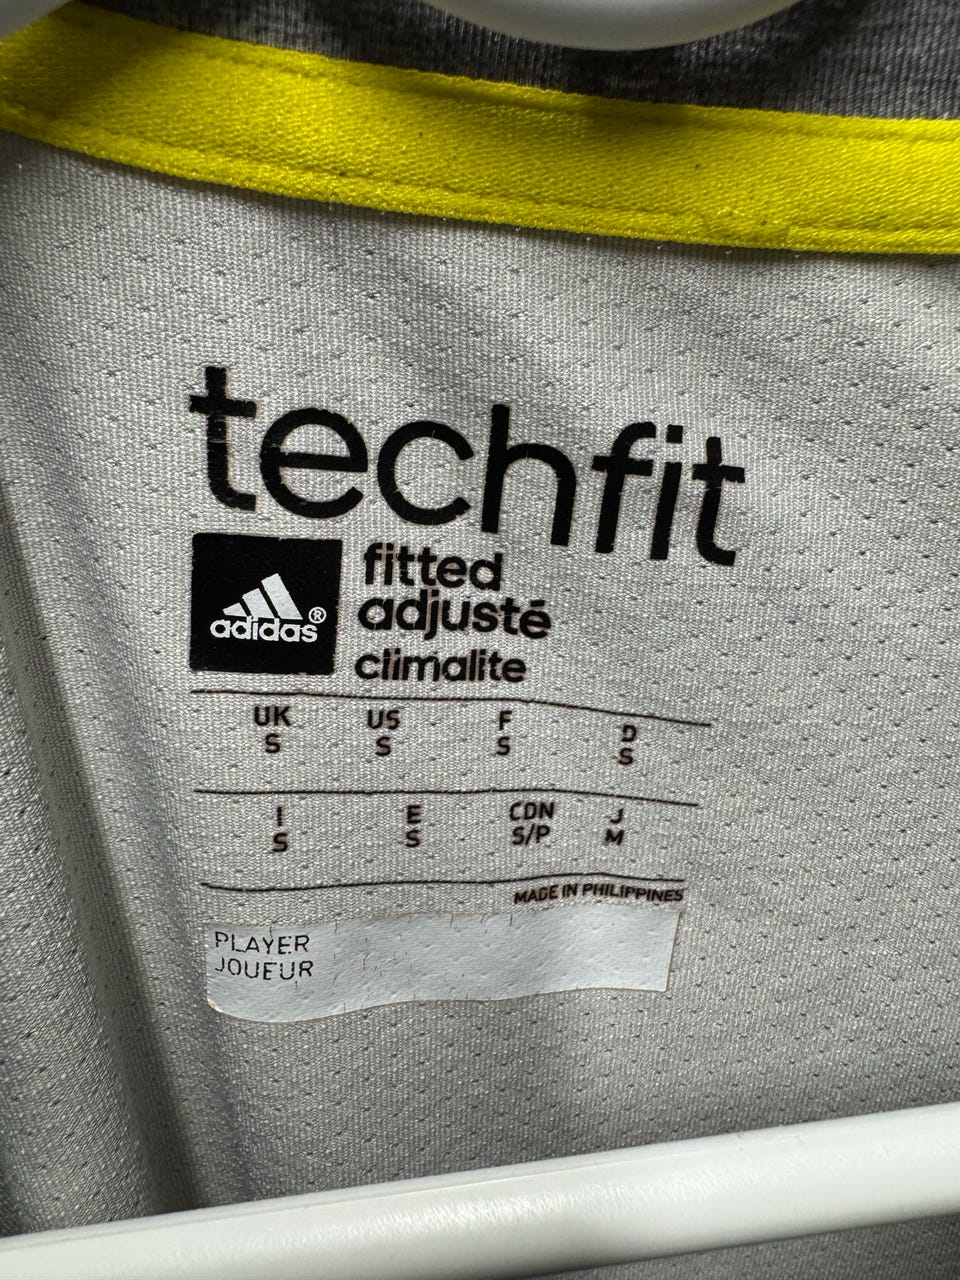 techfit
adidas®
fitted
adjusté
climalite
UK US F D
S S S S
I E CDN J
S S S/P M
MADE IN PHILIPPINES
PLAYER
JOUEUR